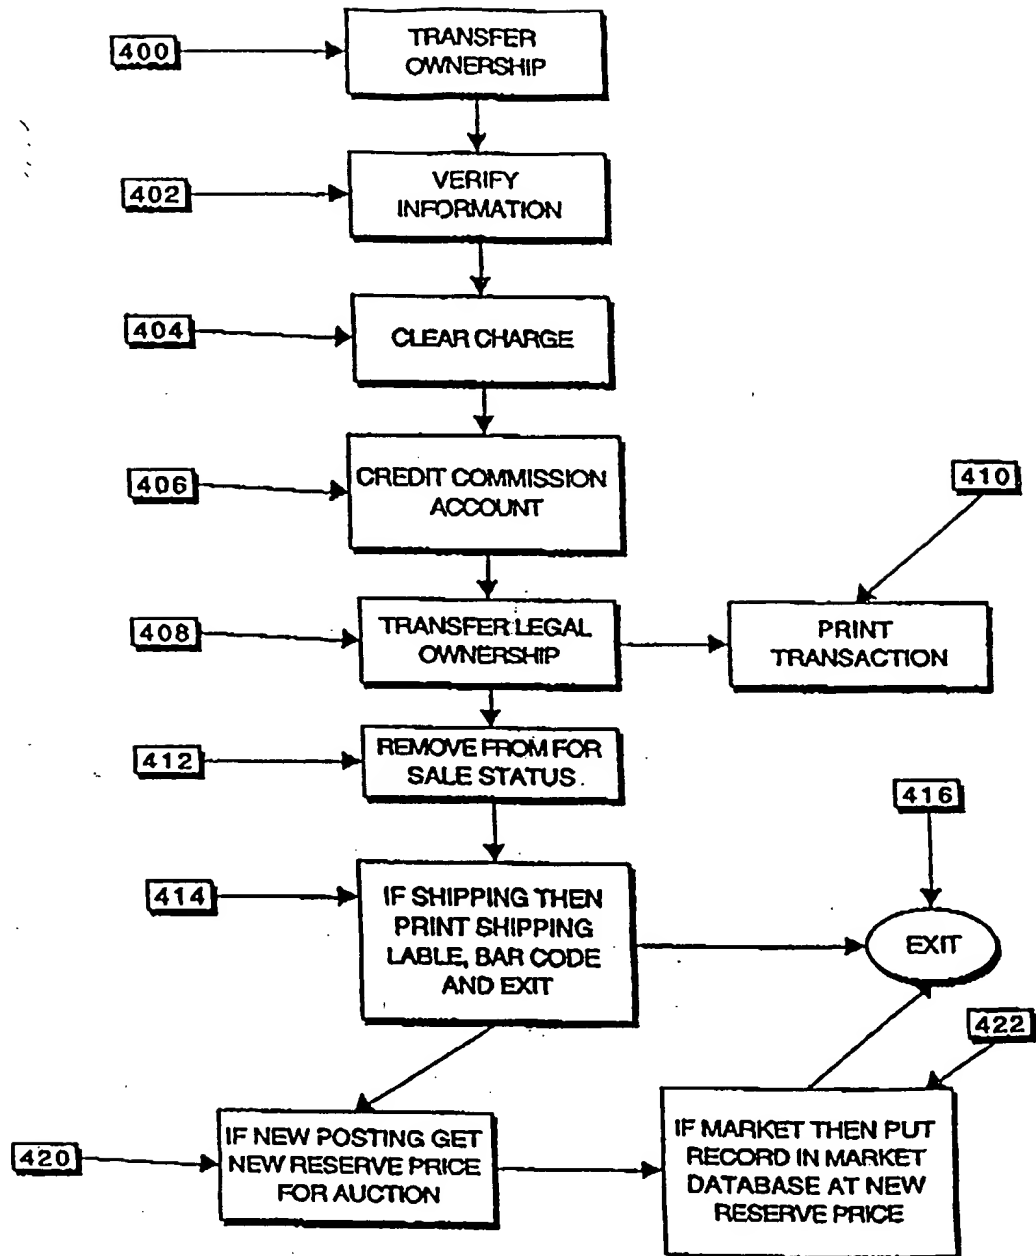 400
TRANSFER
OWNERSHIP
402
VERIFY
INFORMATION
404
CLEAR CHARGE
406
CREDIT COMMISSION
ACCOUNT
410
408
TRANSFER LEGAL
OWNERSHIP
PRINT
TRANSACTION
412
REMOVE FROM FOR
SALE STATUS
416
414
IF SHIPPING THEN
PRINT SHIPPING
LABLE, BAR CODE
AND EXIT
EXIT
422
420
IF NEW POSTING GET
NEW RESERVE PRICE
FOR AUCTION
IF MARKET THEN PUT
RECORD IN MARKET
DATABASE AT NEW
RESERVE PRICE